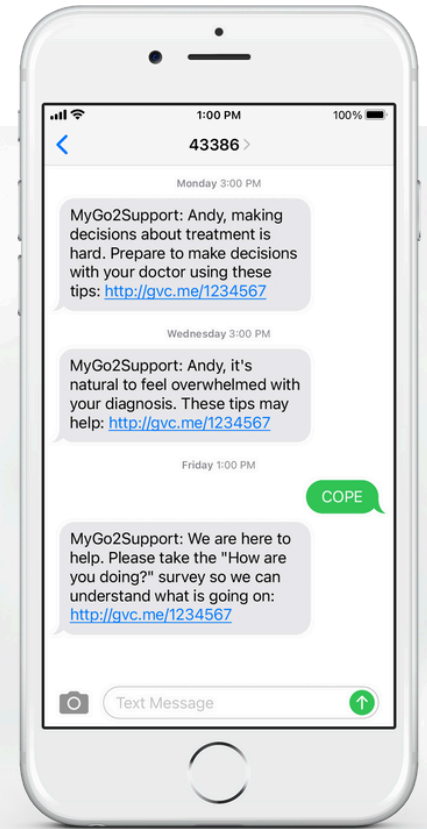 1:00 PM
100%
43386 >
Monday 3:00 PM
MyGo2Support: Andy, making
decisions about treatment is
hard. Prepare to make decisions
with your doctor using these
tips: http://gvc.me/1234567
Wednesday 3:00 PM
MyGo2Support: Andy, it's
natural to feel overwhelmed with
your diagnosis. These tips may
help: http://gvc.me/1234567
Friday 1:00 PM
COPE
MyGo2Support: We are here to
help. Please take the "How are
you doing?" survey so we can
understand what is going on:
http://gvc.me/1234567
Text Message